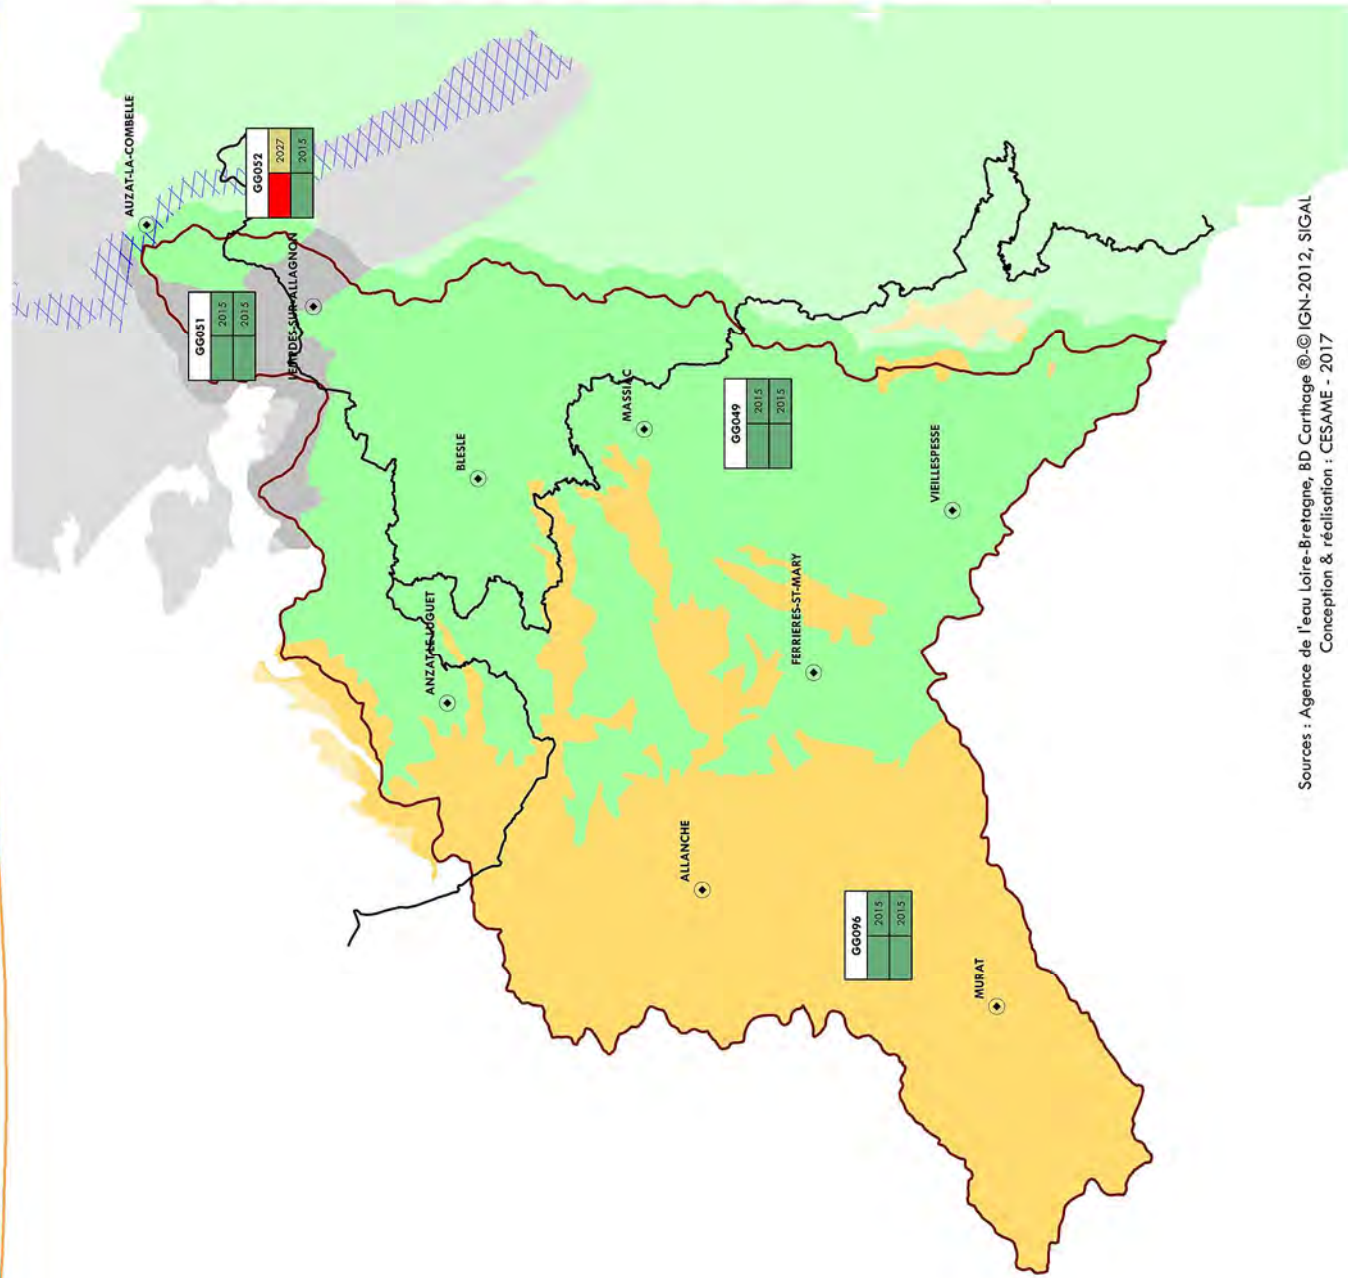 AUZAT-LA-COMBELLE
GG052
2027
2015
GG051
2015
2015
LEMPDES-SUR-ALLAGNON
BLESLE
MASSIAC
GG049
2015
2015
VIEILLESPESSE
ANZAT-LE-LUGUET
FERRIERES-ST-MARY
ALLANCHE
GG096
2015
2015
MURAT
Sources : Agence de l'eau Loire-Bretagne, BD Carthage ®-© IGN-2012, SIGAL
Conception & réalisation : CESAME - 2017